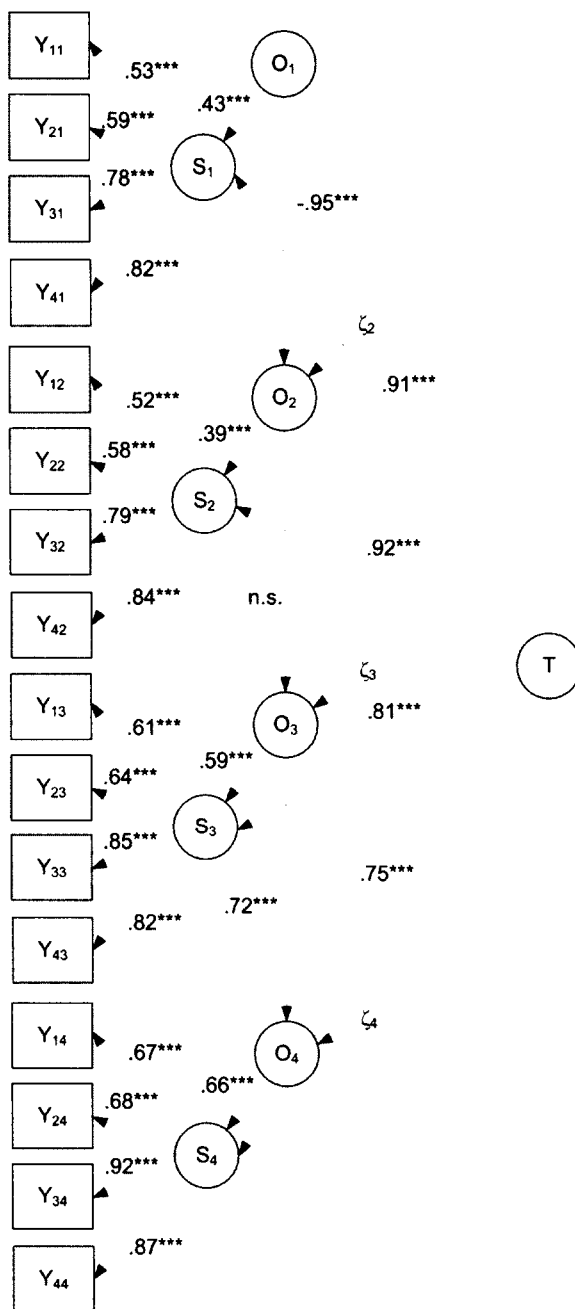 Y11
O1
.53***
.43***
Y21
.59***
S1
Y31
.78***
-.95***
Y41
.82***
ζ2
Y12
.52***
O2
.91***
.39***
Y22
.58***
S2
Y32
.79***
.92***
Y42
.84***
n.s.
T
ζ3
Y13
.61***
O3
.81***
.59***
Y23
.64***
S3
Y33
.85***
.75***
.72***
Y43
.82***
ζ4
Y14
.67***
O4
.66***
Y24
.68***
S4
Y34
.92***
Y44
.87***